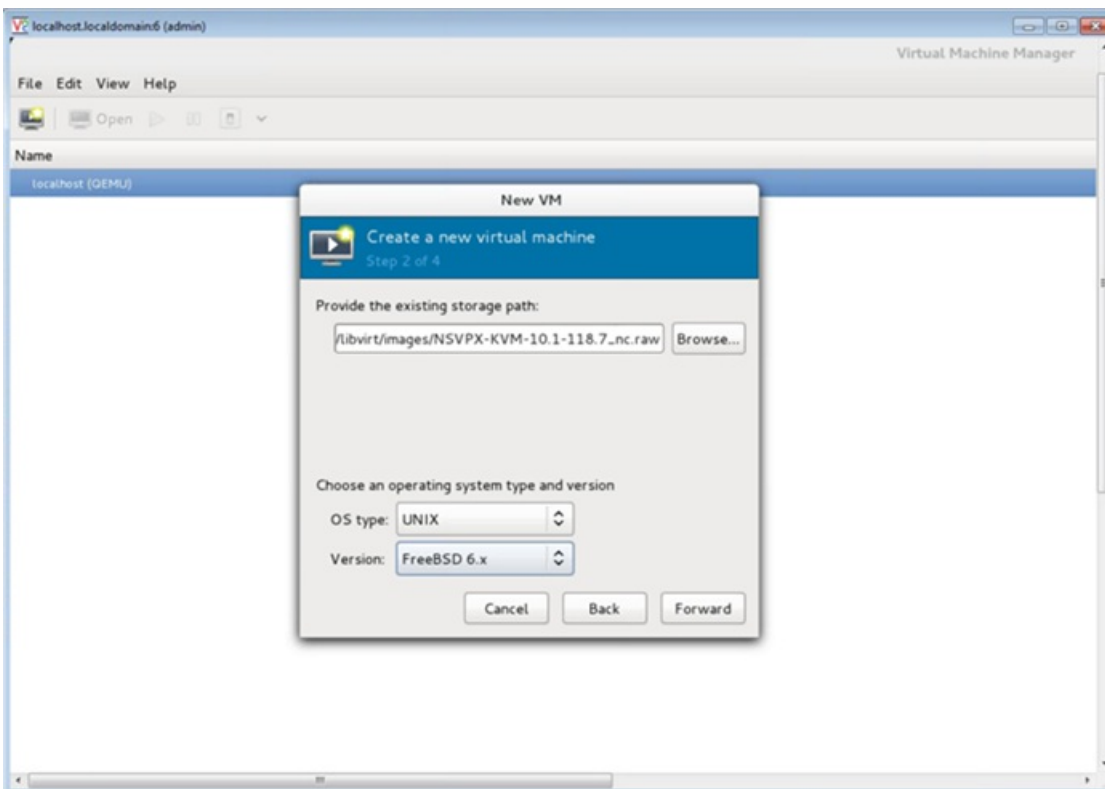 localhost.localdomain:6 (admin)
Virtual Machine Manager
File Edit View Help
Open
Name
localhost (QEMU)
New VM
Create a new virtual machine
Step 2 of 4
Provide the existing storage path:
/libvirt/images/NSVPX-KVM-10.1-118.7_nc.raw Browse...
Choose an operating system type and version
OS type: UNIX
Version: FreeBSD 6.x
Cancel Back Forward